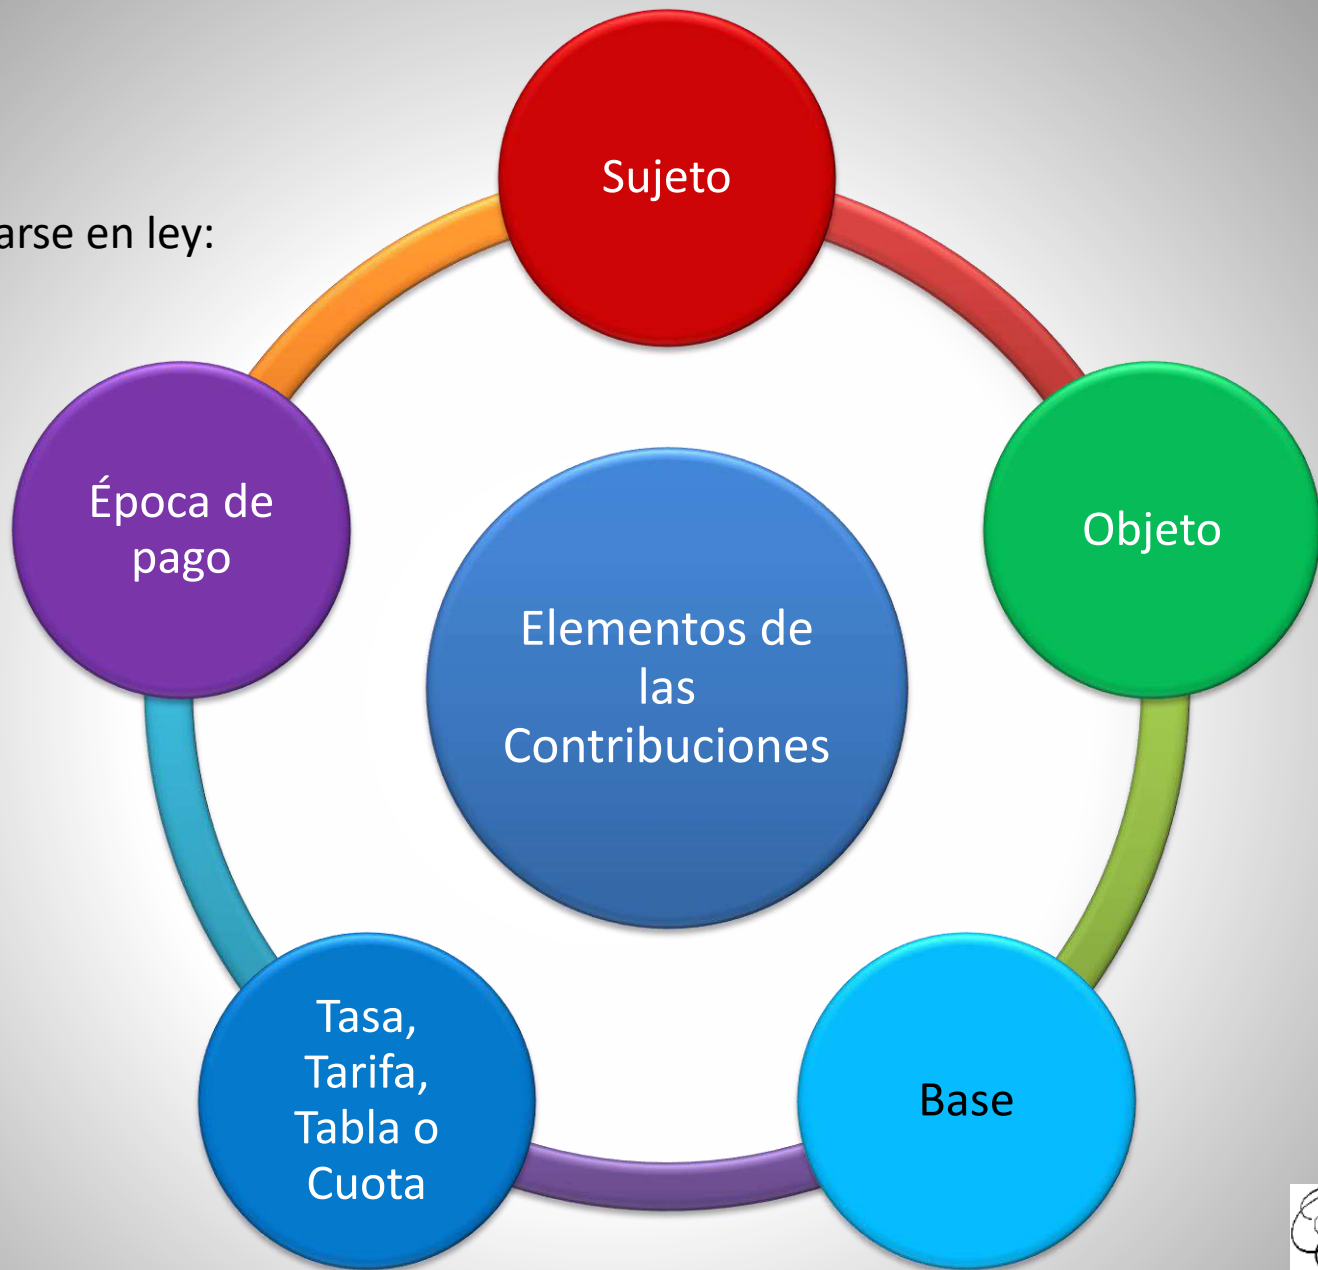 Sujeto
arse en ley:
Época de
pago
Objeto
Elementos de
las
Contribuciones
Tasa,
Tarifa,
Tabla o
Cuota
Base